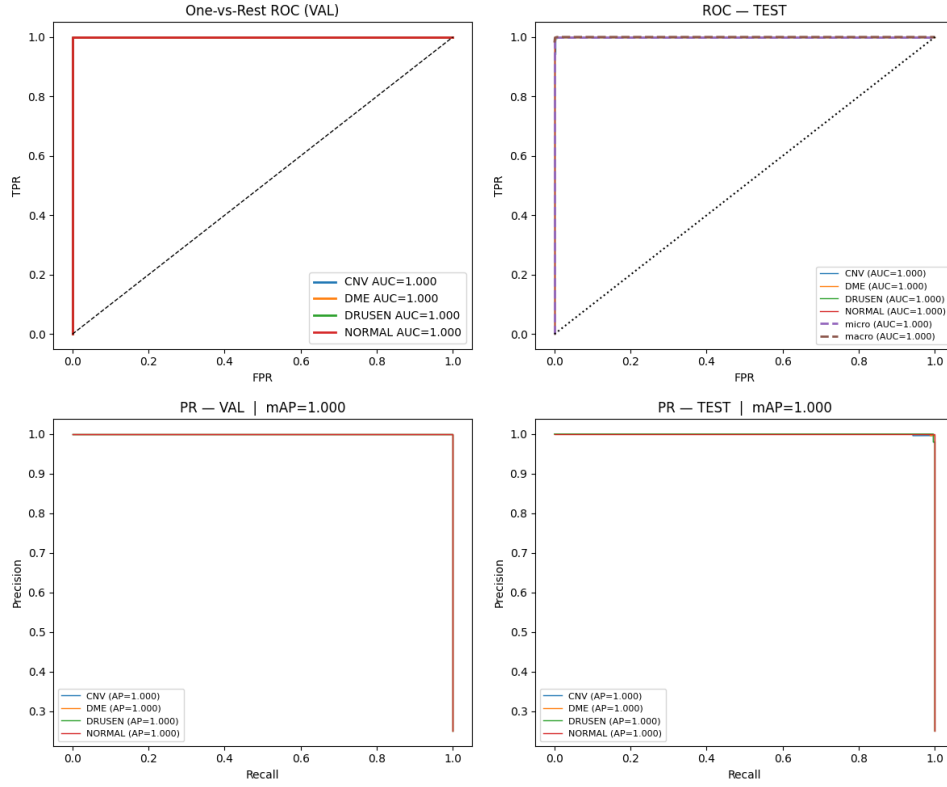 One-vs-Rest ROC (VAL)
TPR
1.0
0.8
0.6
0.4
0.2
0.0
0.0 0.2 0.4 0.6 0.8 1.0
FPR
CNV AUC=1.000
DME AUC=1.000
DRUSEN AUC=1.000
NORMAL AUC=1.000
ROC — TEST
TPR
1.0
0.8
0.6
0.4
0.2
0.0
0.0 0.2 0.4 0.6 0.8 1.0
FPR
CNV (AUC=1.000)
DME (AUC=1.000)
DRUSEN (AUC=1.000)
NORMAL (AUC=1.000)
micro (AUC=1.000)
macro (AUC=1.000)
PR — VAL | mAP=1.000
Precision
1.0
0.9
0.8
0.7
0.6
0.5
0.4
0.3
0.0 0.2 0.4 0.6 0.8 1.0
Recall
CNV (AP=1.000)
DME (AP=1.000)
DRUSEN (AP=1.000)
NORMAL (AP=1.000)
PR — TEST | mAP=1.000
Precision
1.0
0.9
0.8
0.7
0.6
0.5
0.4
0.3
0.0 0.2 0.4 0.6 0.8 1.0
Recall
CNV (AP=1.000)
DME (AP=1.000)
DRUSEN (AP=1.000)
NORMAL (AP=1.000)